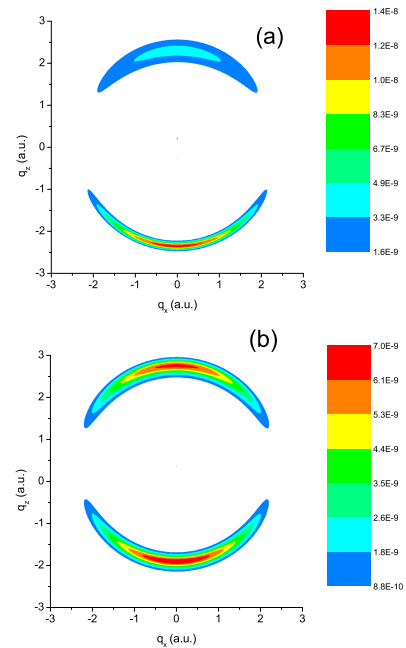 (a)
3
2
1
0
-1
-2
-3
-3
-2
-1
0
1
2
3
q_z (a.u.)
q_x (a.u.)
1.4E-8
1.2E-8
1.0E-8
8.3E-9
6.7E-9
4.9E-9
3.3E-9
1.6E-9
(b)
3
2
1
0
-1
-2
-3
-3
-2
-1
0
1
2
3
q_z (a.u.)
q_x (a.u.)
7.0E-9
6.1E-9
5.3E-9
4.4E-9
3.5E-9
2.6E-9
1.8E-9
8.8E-10